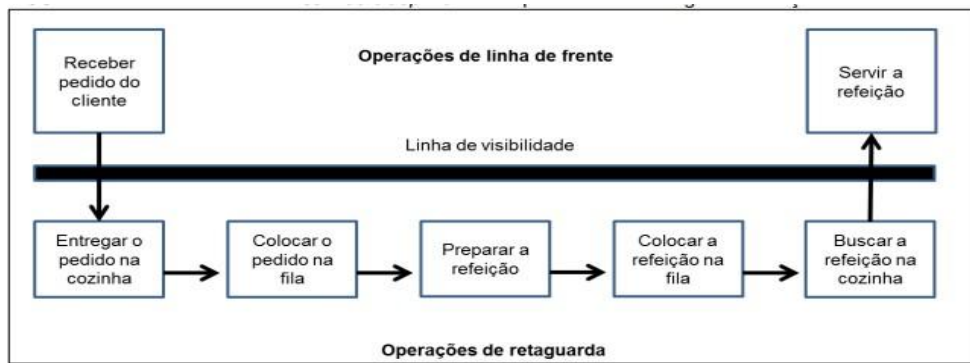 Receber
pedido do
cliente
Operações de linha de frente
Servir a
refeição
Linha de visibilidade
Entregar o
pedido na
cozinha
Colocar o
pedido na
fila
Preparar a
refeição
Colocar a
refeição na
fila
Buscar a
refeição na
cozinha
Operações de retaguarda